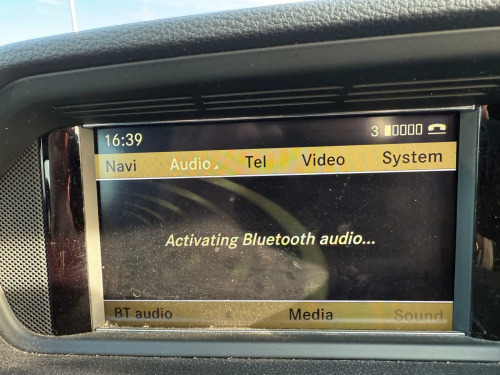 16:39 3
Navi Audio Tel Video System
Activating Bluetooth audio...
BT audio Media Sound